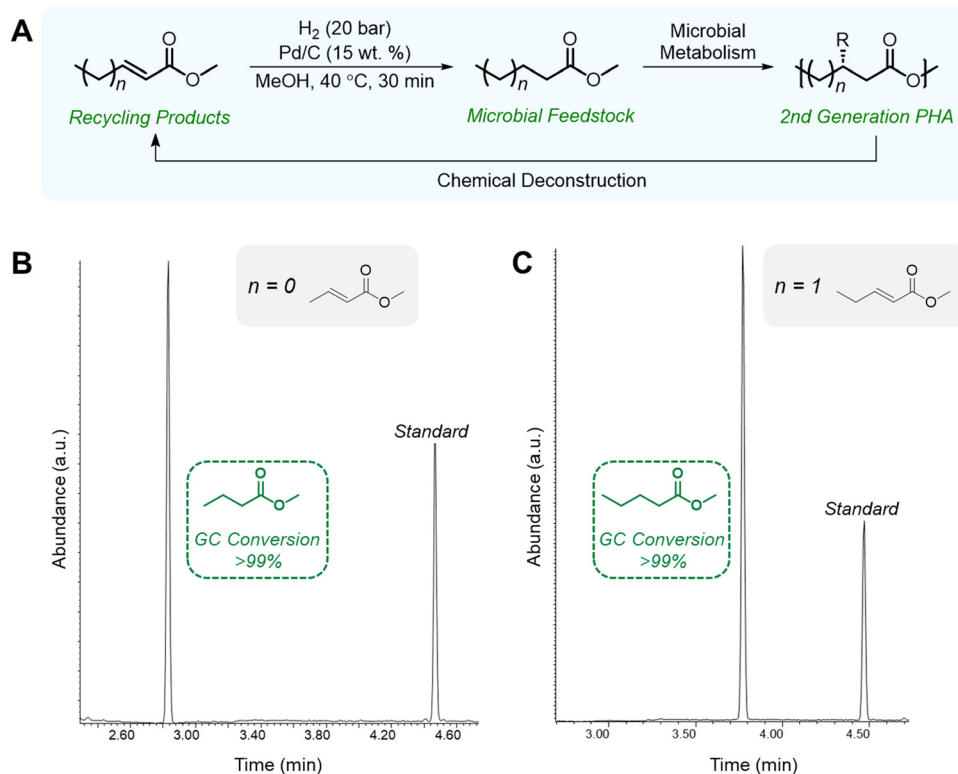 A
H2 (20 bar)
Pd/C (15 wt. %)
MeOH, 40 °C, 30 min
Microbial
Metabolism
O
O
n
O
O
n
R
O
O
n
Recycling Products
Microbial Feedstock
2nd Generation PHA
Chemical Deconstruction
B
n = 0
O
O
Standard
O
O
GC Conversion
>99%
Abundance (a.u.)
2.60 3.00 3.40 3.80 4.20 4.60
Time (min)
C
n = 1
O
O
Standard
O
O
GC Conversion
>99%
Abundance (a.u.)
3.00 3.50 4.00 4.50
Time (min)